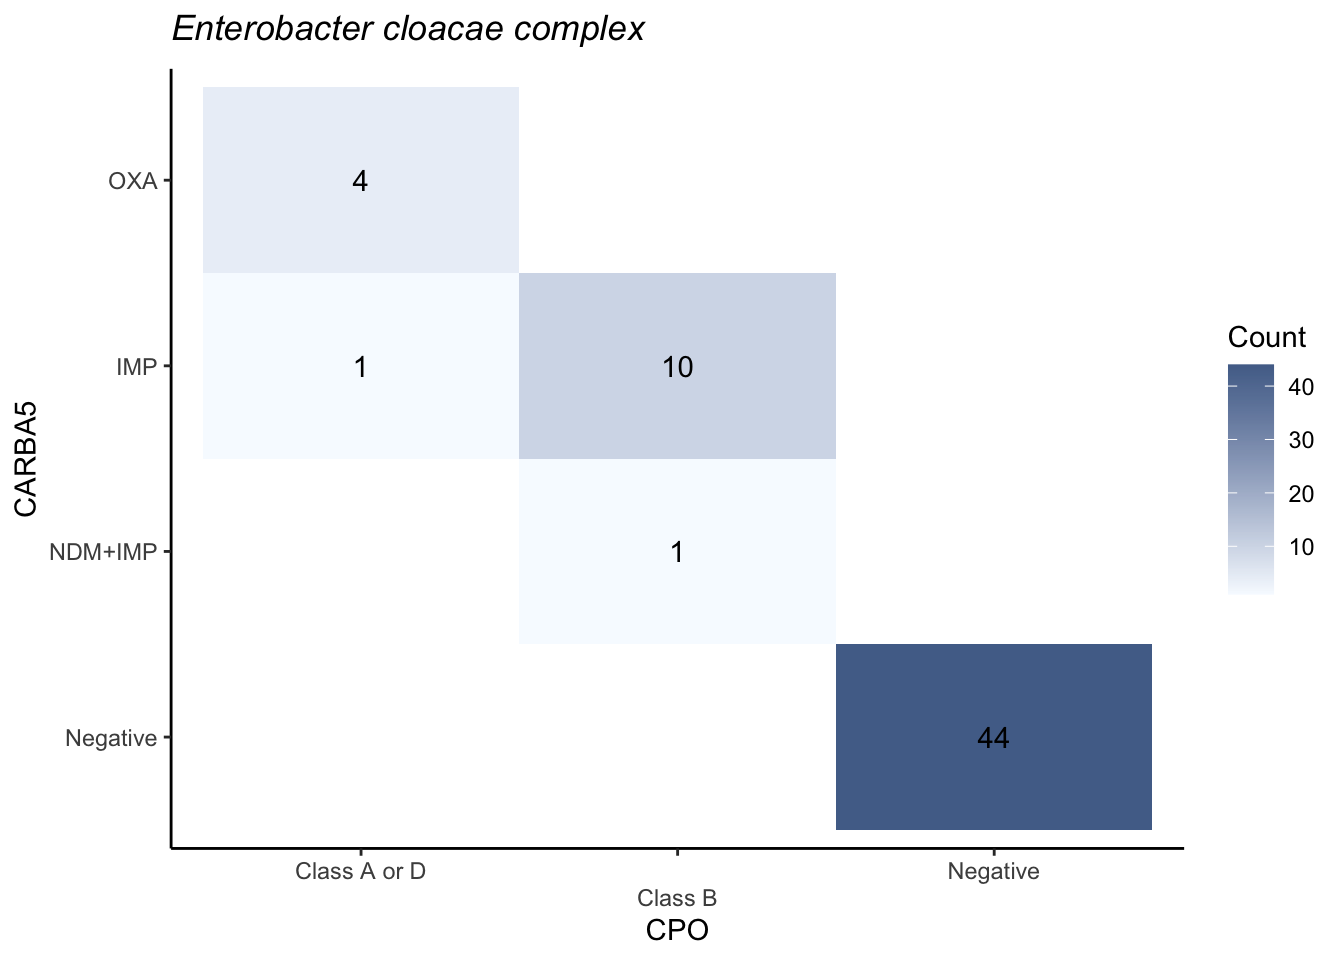 Enterobacter cloacae complex
OXA
4
IMP
1
10
NDM+IMP
1
Negative
44
CARBA5
Class A or D
Class B
Negative
CPO
Count
40
30
20
10